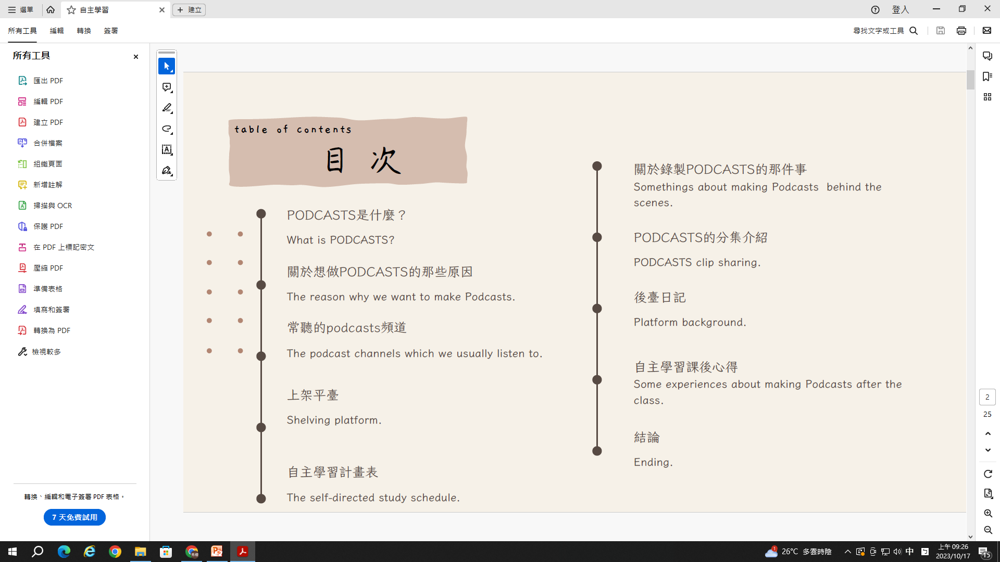 選單
自主學習
建立
登入
所有工具
編輯
轉換
簽署
尋找文字或工具
所有工具
匯出 PDF
編輯 PDF
建立 PDF
合併檔案
組織頁面
新增註解
掃描與 OCR
保護 PDF
在 PDF 上標記密文
壓縮 PDF
準備表格
填寫和簽署
轉換為 PDF
檢視較多
轉換、編輯和電子簽署 PDF 表格。
7 天免費試用
table of contents
目 次
PODCASTS是什麼？
What is PODCASTS?
關於想做PODCASTS的那些原因
The reason why we want to make Podcasts.
常聽的podcasts頻道
The podcast channels which we usually listen to.
上架平臺
Shelving platform.
自主學習計畫表
The self-directed study schedule.
關於錄製PODCASTS的那件事
Somethings about making Podcasts behind the
scenes.
PODCASTS的分集介紹
PODCASTS clip sharing.
後臺日記
Platform background.
自主學習課後心得
Some experiences about making Podcasts after the
class.
結論
Ending.
2
25
1
26°C 多雲時陰
中
上午 09:26
2023/10/17
15